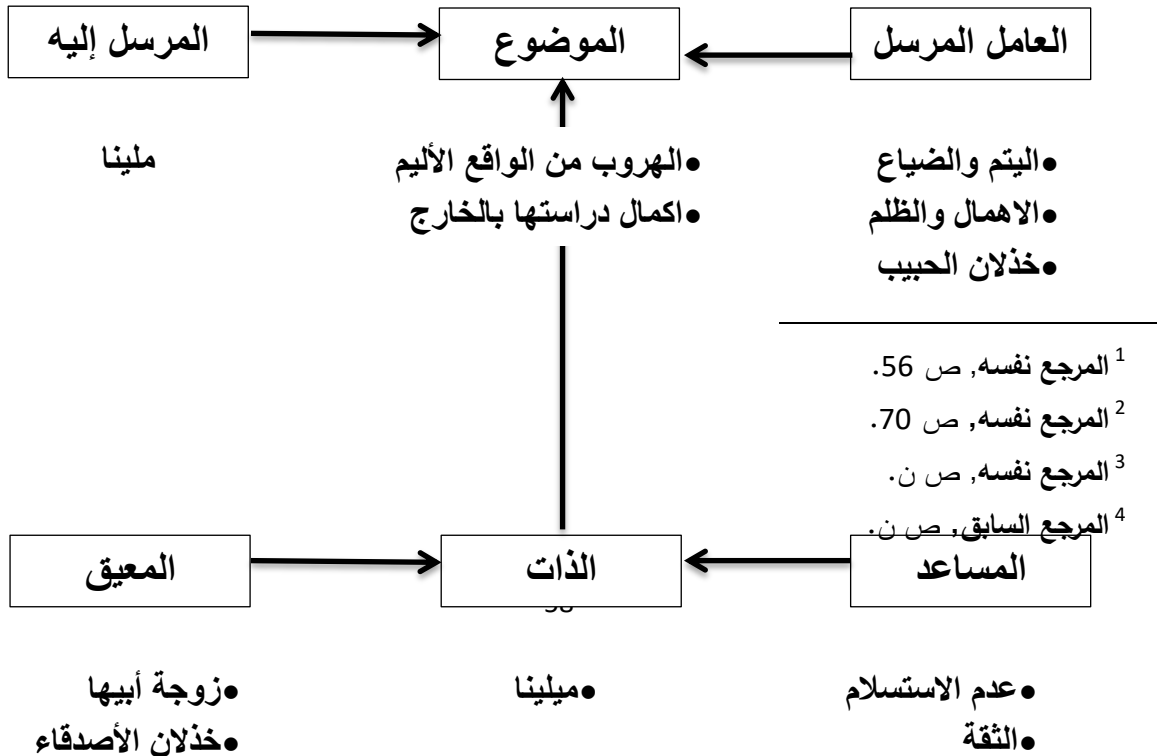 العامل المرسل
الموضوع
المرسل إليه
•اليتم والضياع
•الاهمال والظلم
•خذلان الحبيب
•الهروب من الواقع الأليم
•اكمال دراستها بالخارج
ملينا
1 المرجع نفسه, ص 56.
2 المرجع نفسه, ص 70.
3 المرجع نفسه, ص ن.
4 المرجع السابق, ص ن.
المساعد
الذات
المعيق
•عدم الاستسلام
•الثقة
•ميلينا
•زوجة أبيها
•خذلان الأصدقاء